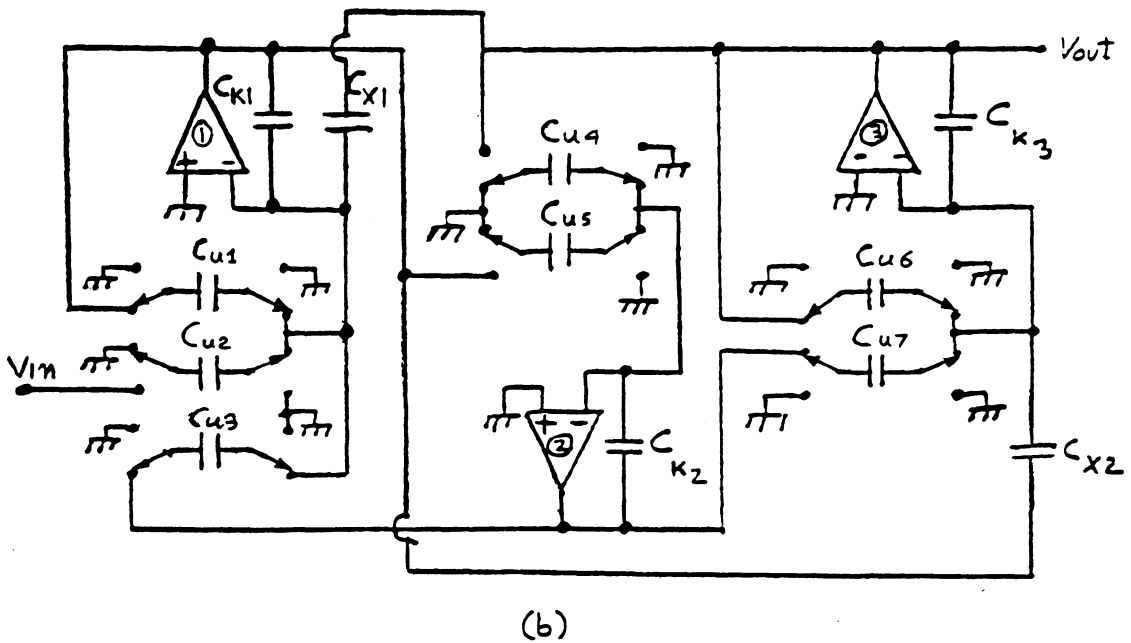 Vout
CK1
CX1
①
+ -
Cu4
Cu5
③
- -
CK3
Cu1
Cu2
Vin
Cu3
Cu6
Cu7
+ -
②
CK2
CX2
(b)